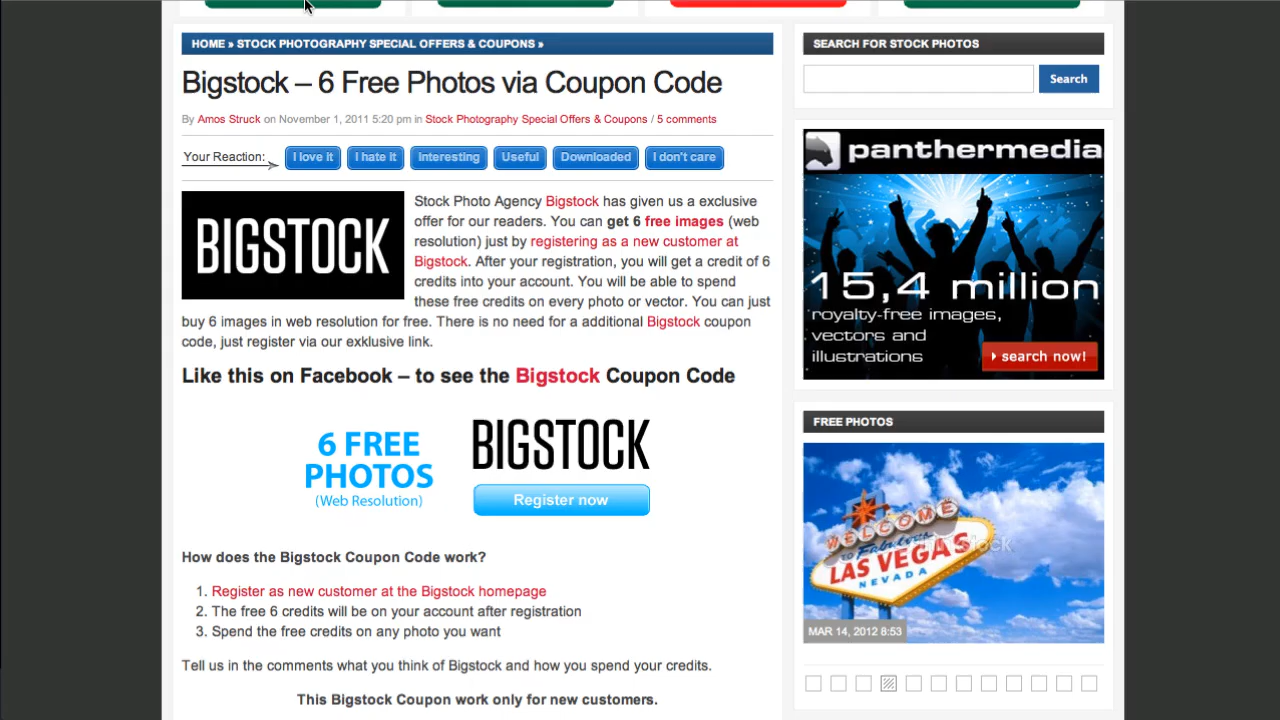 HOME » STOCK PHOTOGRAPHY SPECIAL OFFERS & COUPONS »
Bigstock – 6 Free Photos via Coupon Code
By Amos Struck on November 1, 2011 5:20 pm in Stock Photography Special Offers & Coupons / 5 comments
Your Reaction: I love it I hate it Interesting Useful Downloaded I don't care
BIGSTOCK
Stock Photo Agency Bigstock has given us a exclusive
offer for our readers. You can get 6 free images (web
resolution) just by registering as a new customer at
Bigstock. After your registration, you will get a credit of 6
credits into your account. You will be able to spend
these free credits on every photo or vector. You can just
buy 6 images in web resolution for free. There is no need for a additional Bigstock coupon
code, just register via our exklusive link.
Like this on Facebook – to see the Bigstock Coupon Code
6 FREE
PHOTOS
(Web Resolution)
BIGSTOCK
Register now
How does the Bigstock Coupon Code work?
1. Register as new customer at the Bigstock homepage
2. The free 6 credits will be on your account after registration
3. Spend the free credits on any photo you want
Tell us in the comments what you think of Bigstock and how you spend your credits.
This Bigstock Coupon work only for new customers.
SEARCH FOR STOCK PHOTOS
Search
panthermedia
15,4 million
royalty-free images,
vectors and
illustrations
search now!
FREE PHOTOS
WELCOME
To Fabulous
LAS VEGAS
NEVADA
MAR 14, 2012 8:53